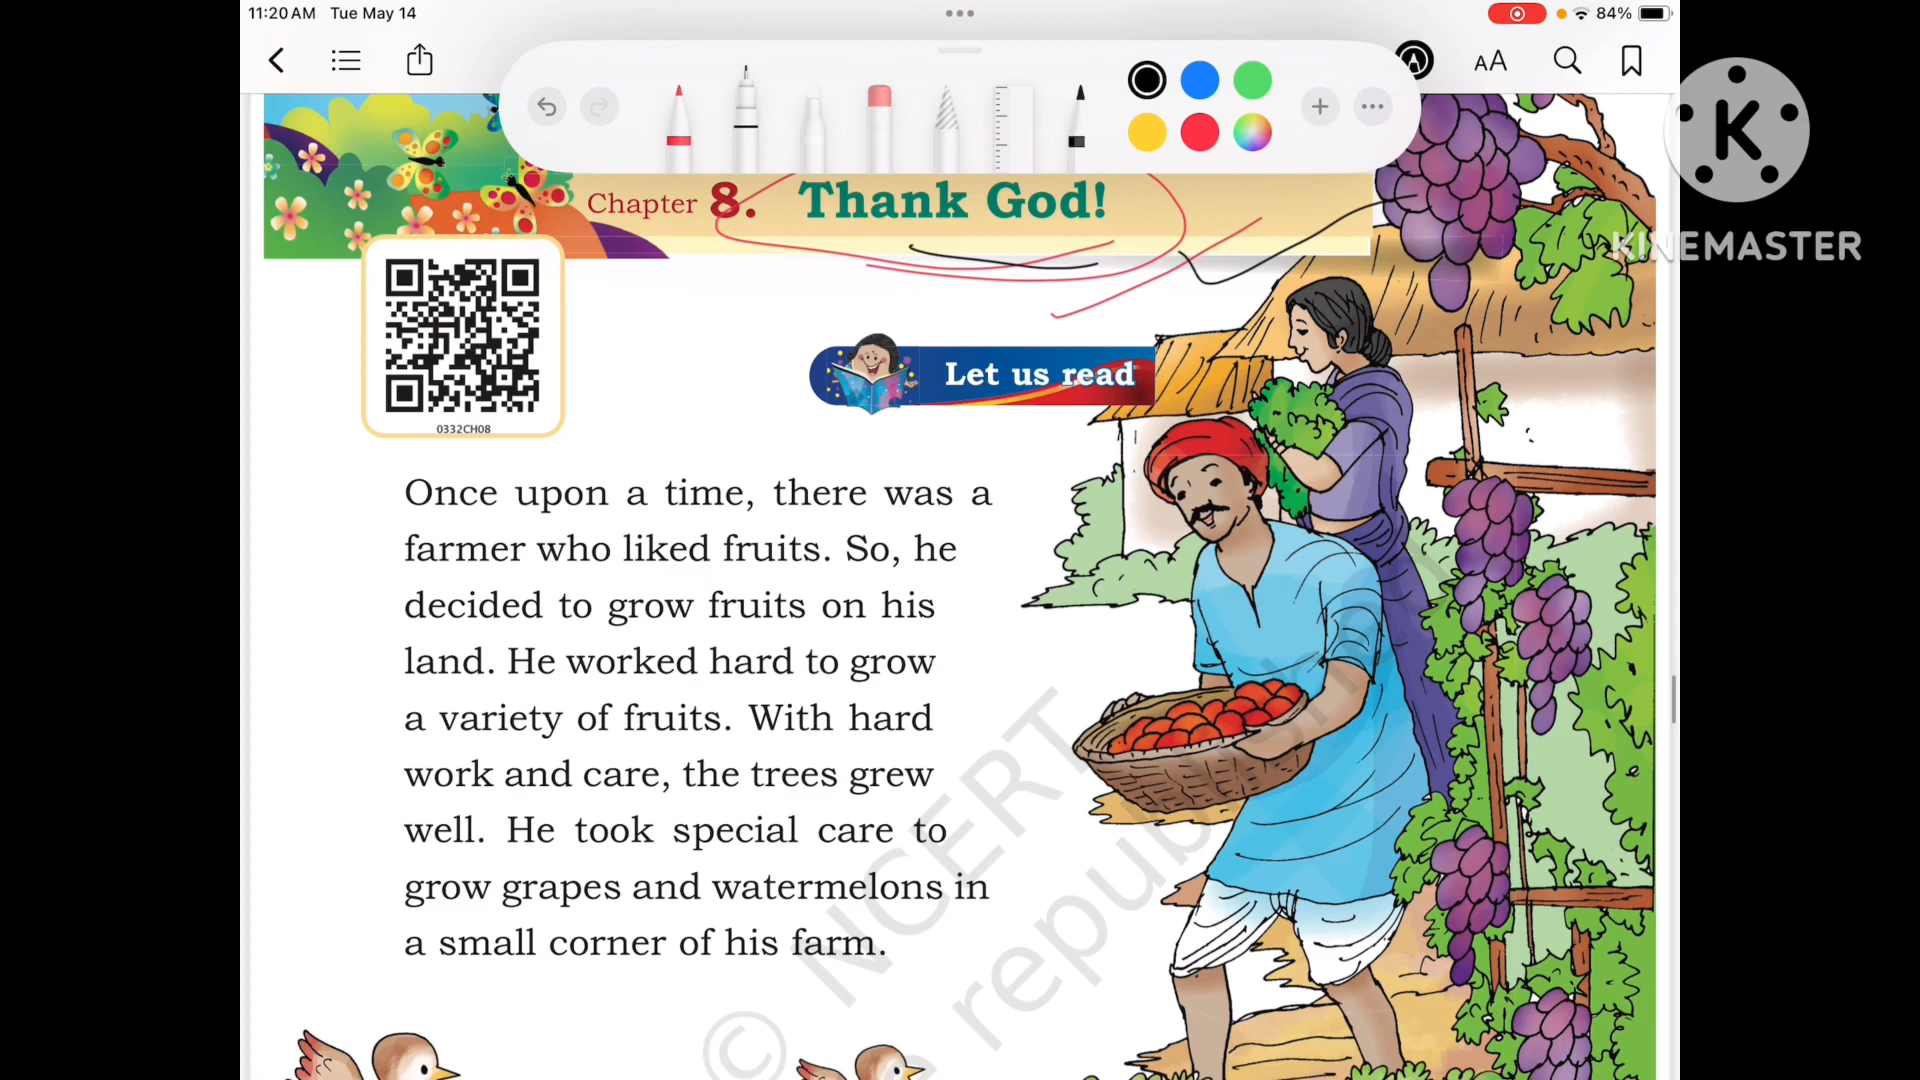 11:20 AM Tue May 14
84%
AA
K
KINEMASTER
Chapter 8. Thank God!
0332CH08
Let us read
Once upon a time, there was a
farmer who liked fruits. So, he
decided to grow fruits on his
land. He worked hard to grow
a variety of fruits. With hard
work and care, the trees grew
well. He took special care to
grow grapes and watermelons in
a small corner of his farm.
© NCERT
republished